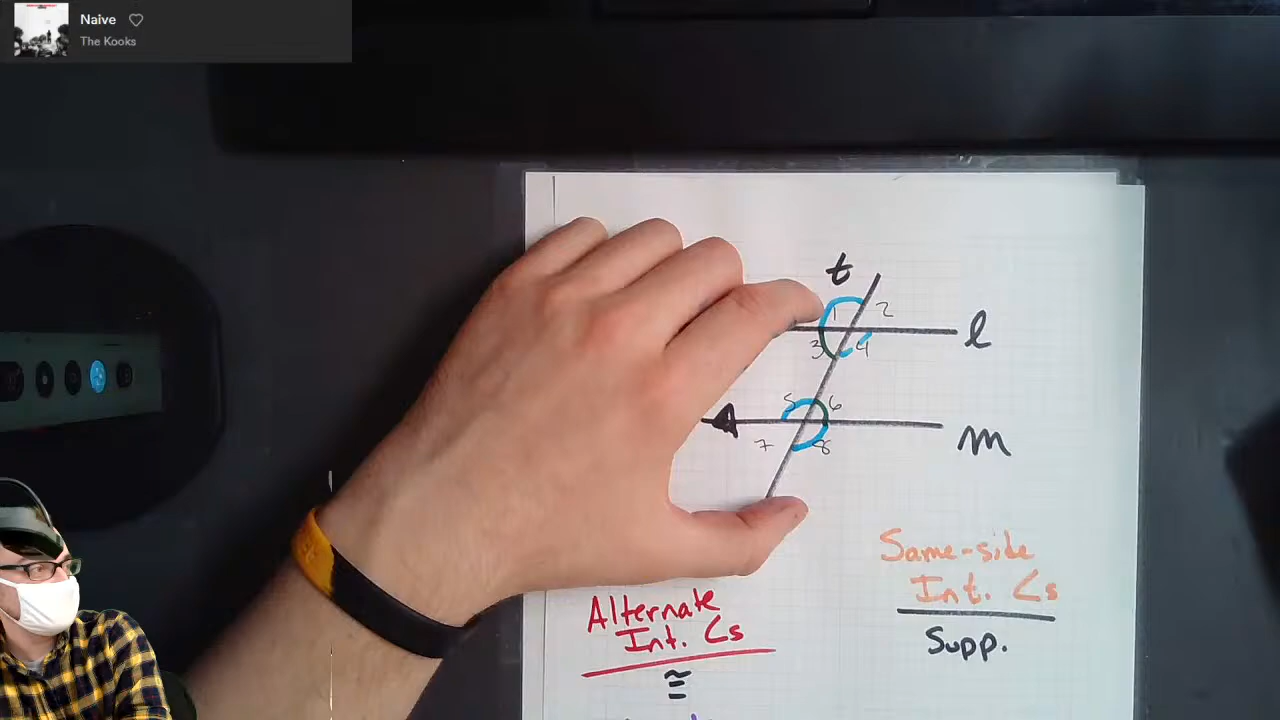 Naive
The Kooks
t
1 2
l
3 4
5 6
m
7 8
Same-side
Int. ∠s
Supp.
Alternate
Int. ∠s
≅